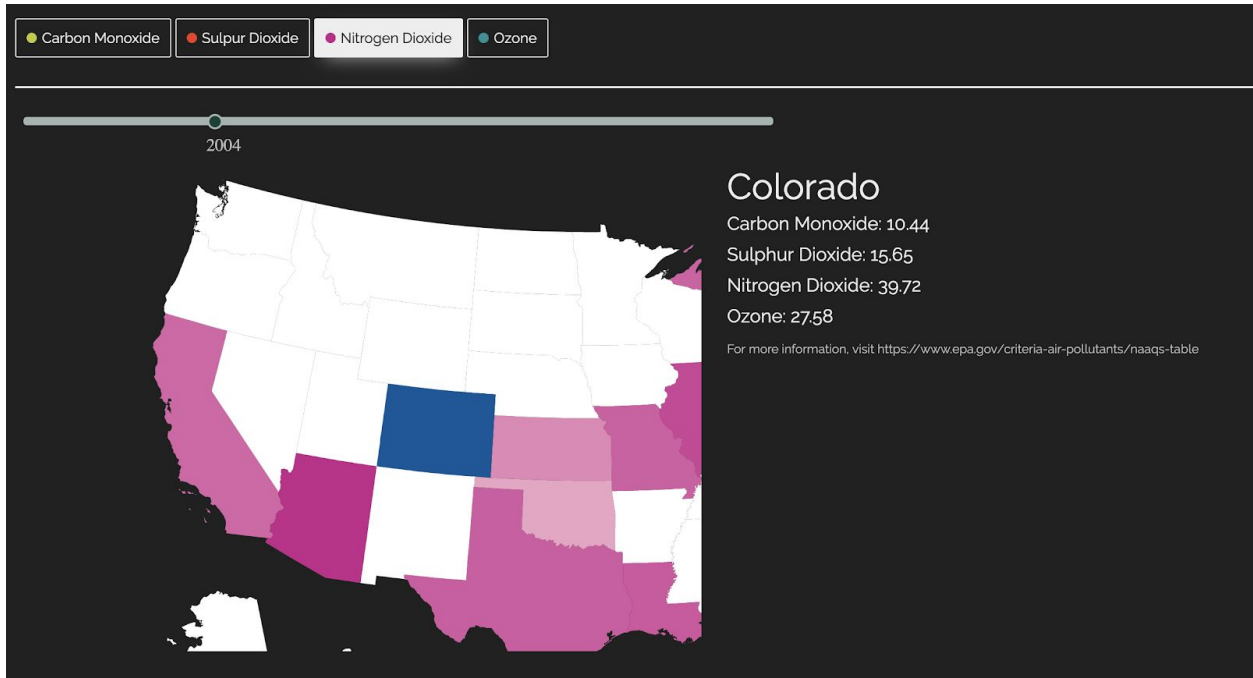 Carbon Monoxide
Sulpur Dioxide
Nitrogen Dioxide
Ozone
2004
Colorado
Carbon Monoxide: 10.44
Sulphur Dioxide: 15.65
Nitrogen Dioxide: 39.72
Ozone: 27.58
For more information, visit https://www.epa.gov/criteria-air-pollutants/naaqs-table